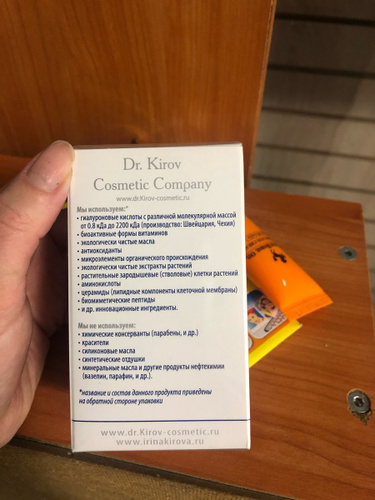 Dr. Kirov
Cosmetic Company
www.dr.Kirov-cosmetic.ru
Мы используем:*
• гиалуроновые кислоты с различной молекулярной массой
от 0.8 кДа до 2200 кДа (производство: Швейцария, Чехия)
• биоактивные формы витаминов
• экологически чистые масла
• антиоксиданты
• микроэлементы органического происхождения
• экологически чистые экстракты растений
• растительные зародышевые (стволовые) клетки растений
• аминокислоты
• церамиды (липидные компоненты клеточной мембраны)
• биомиметические пептиды
• и др. инновационные ингредиенты.
Мы не используем:
• химические консерванты (парабены, и др.)
• красители
• силиконовые масла
• синтетические отдушки
• минеральные масла и другие продукты нефтехимии
(вазелин, парафин, и др.).
*название и состав данного продукта приведены
на обратной стороне упаковки
www.dr.Kirov-cosmetic.ru
www.irinakirova.ru